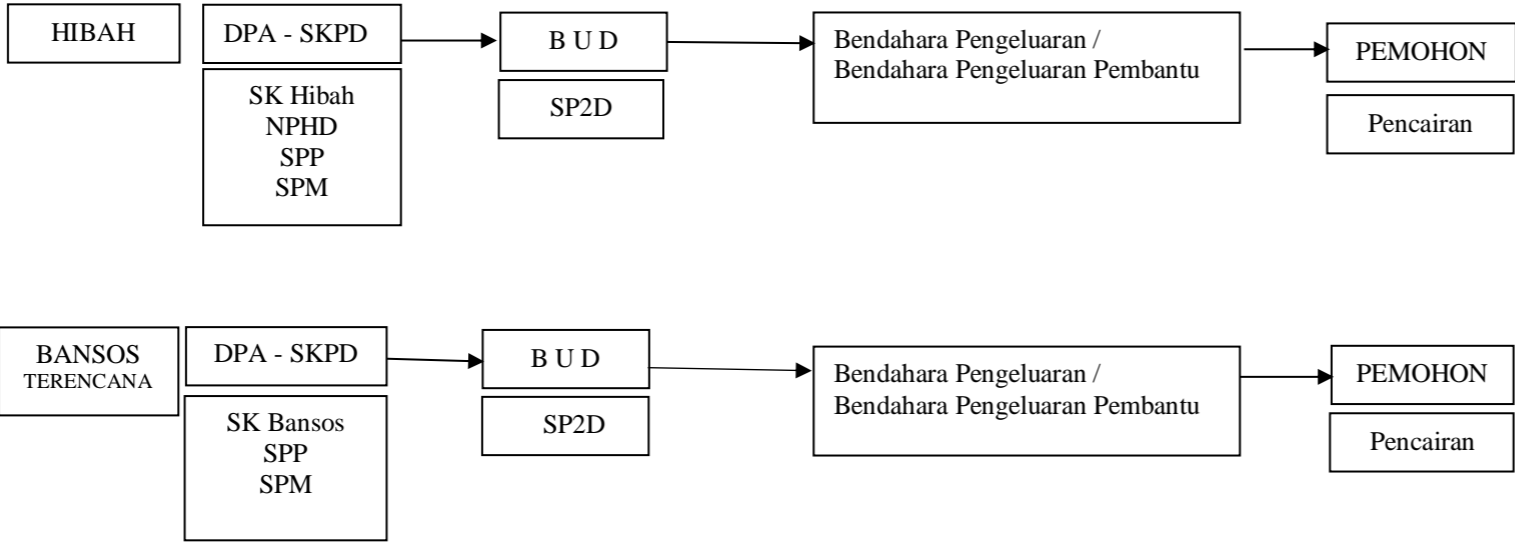 HIBAH
DPA - SKPD
SK Hibah
NPHD
SPP
SPM
B U D
SP2D
Bendahara Pengeluaran /
Bendahara Pengeluaran Pembantu
PEMOHON
Pencairan
BANSOS
TERENCANA
DPA - SKPD
SK Bansos
SPP
SPM
B U D
SP2D
Bendahara Pengeluaran /
Bendahara Pengeluaran Pembantu
PEMOHON
Pencairan